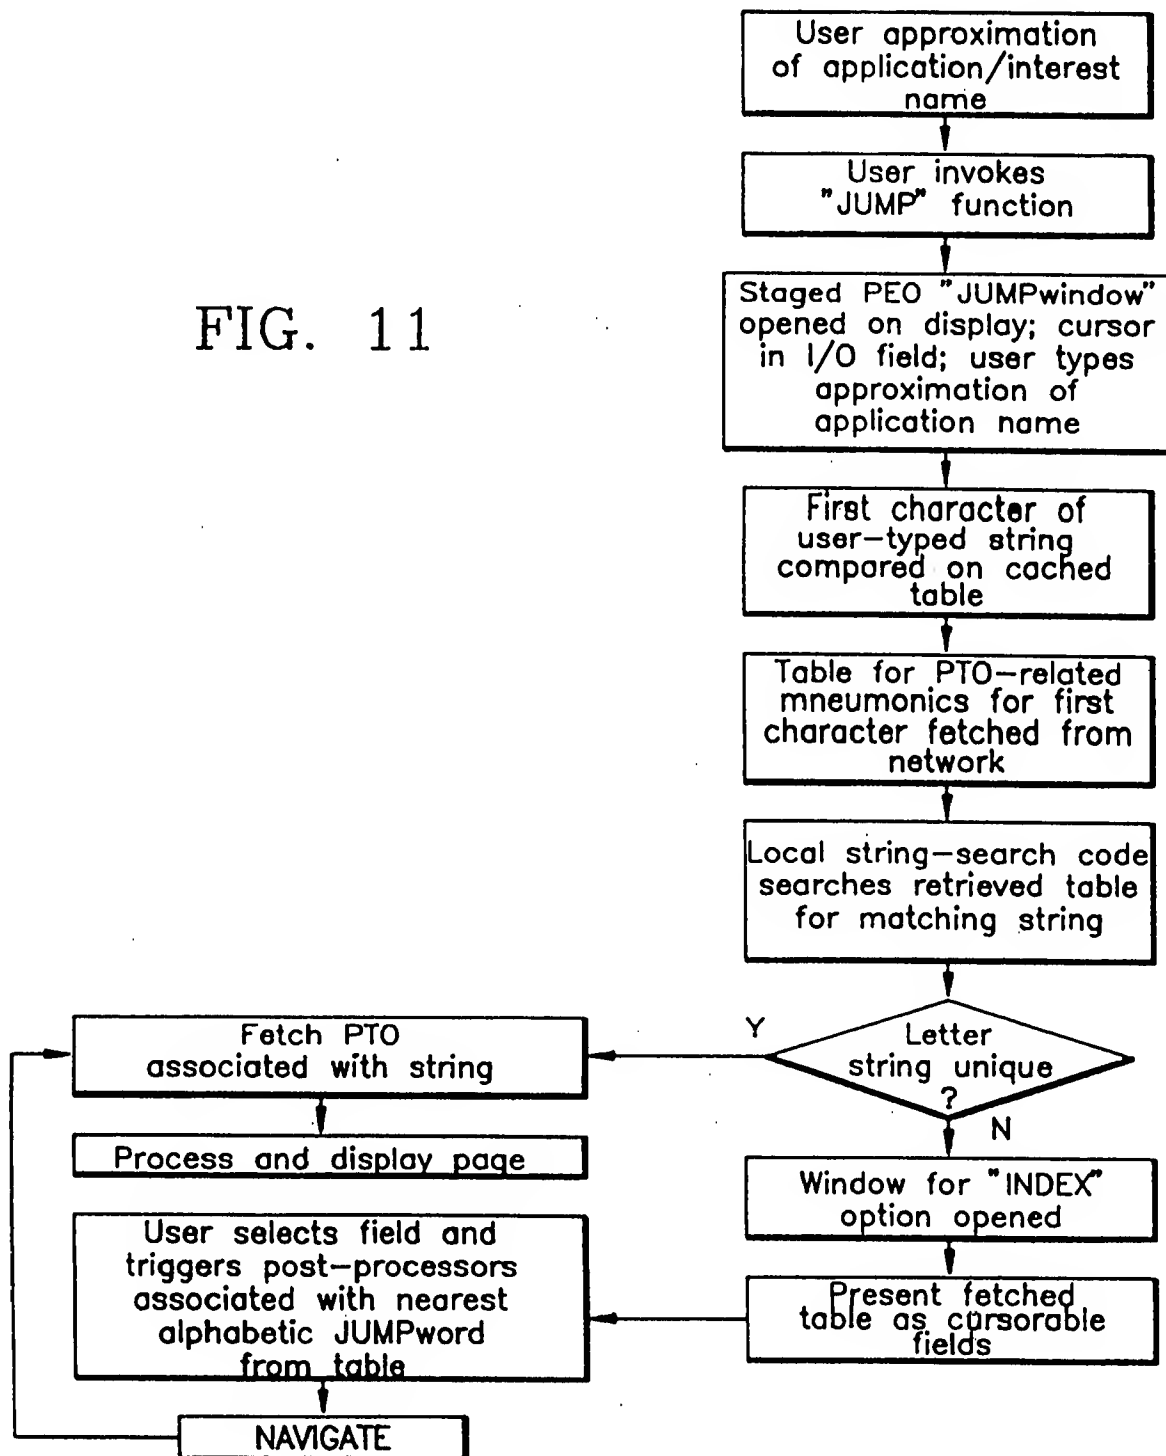 User approximation
of application/interest
name
User invokes
"JUMP" function
FIG. 11
Staged PEO "JUMPwindow"
opened on display; cursor
in I/O field; user types
approximation of
application name
First character of
user-typed string
compared on cached
table
Table for PTO-related
mneumonics for first
character fetched from
network
Local string-search code
searches retrieved table
for matching string
Letter
string unique
?
Y
N
Fetch PTO
associated with string
Process and display page
Window for "INDEX"
option opened
Present fetched
table as cursorable
fields
User selects field and
triggers post-processors
associated with nearest
alphabetic JUMPword
from table
NAVIGATE